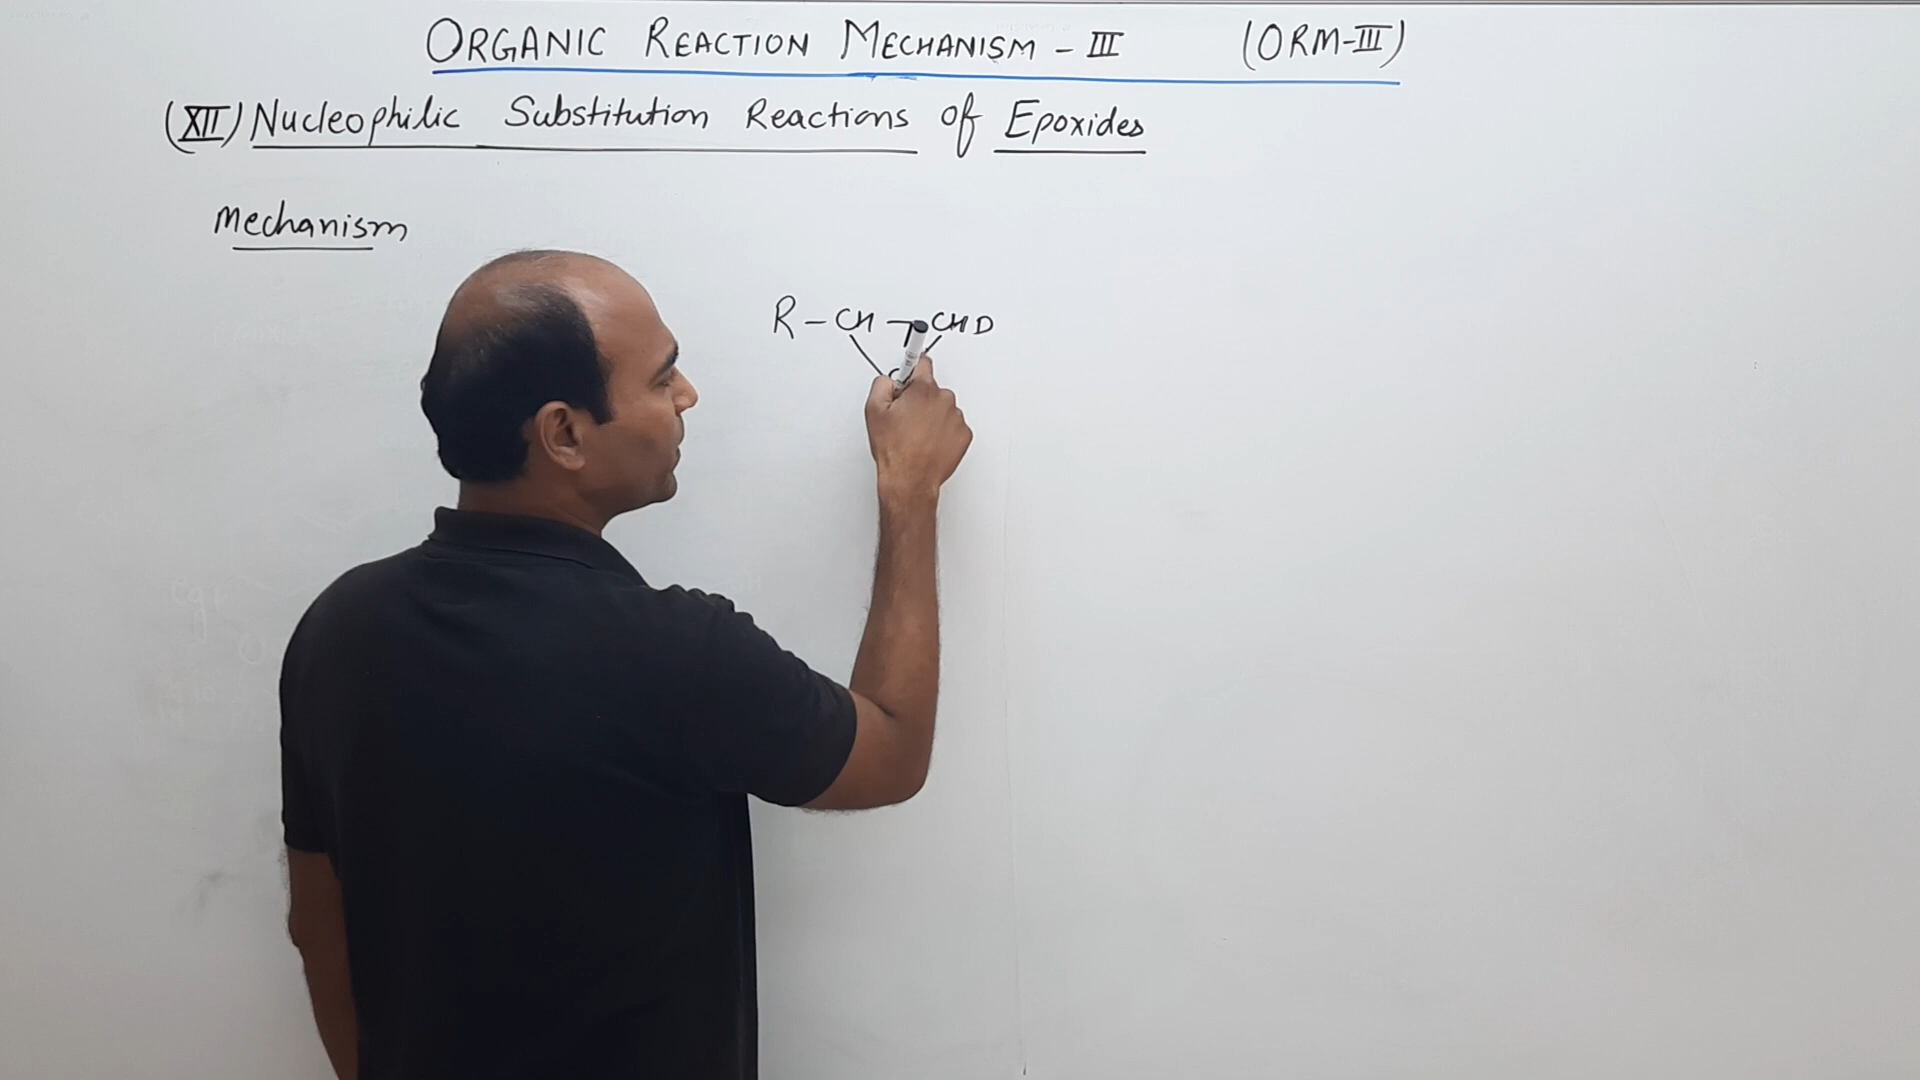 ORGANIC REACTION MECHANISM - III (ORM-III)
(XII) Nucleophilic Substitution Reactions of Epoxides
Mechanism
R - CH - CHD